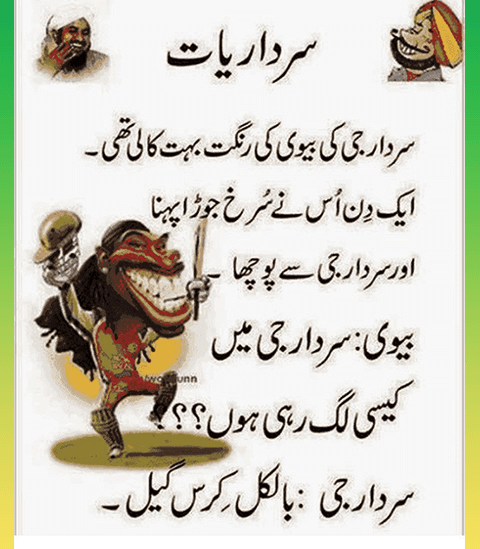 سرداریات
سردار جی کی بیوی کی رنگت بہت کالی تھی۔
ایک دِن اُس نے سُرخ جوڑا پہنا
اور سردار جی سے پوچھا ۔
بیوی: سردار جی میں
کیسی لگ رہی ہوں؟؟؟
سردار جی : بالکل کِرس گیل ۔